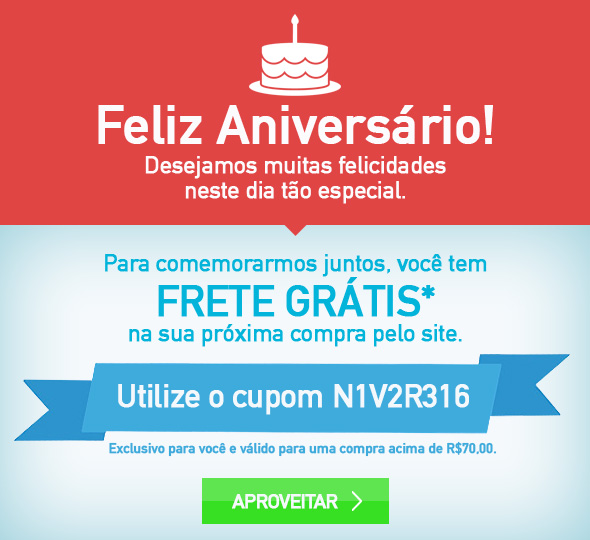 Feliz Aniversário!
Desejamos muitas felicidades
neste dia tão especial.
Para comemorarmos juntos, você tem
FRETE GRÁTIS*
na sua próxima compra pelo site.
Utilize o cupom N1V2R316
Exclusivo para você e válido para uma compra acima de R$70,00.
APROVEITAR >